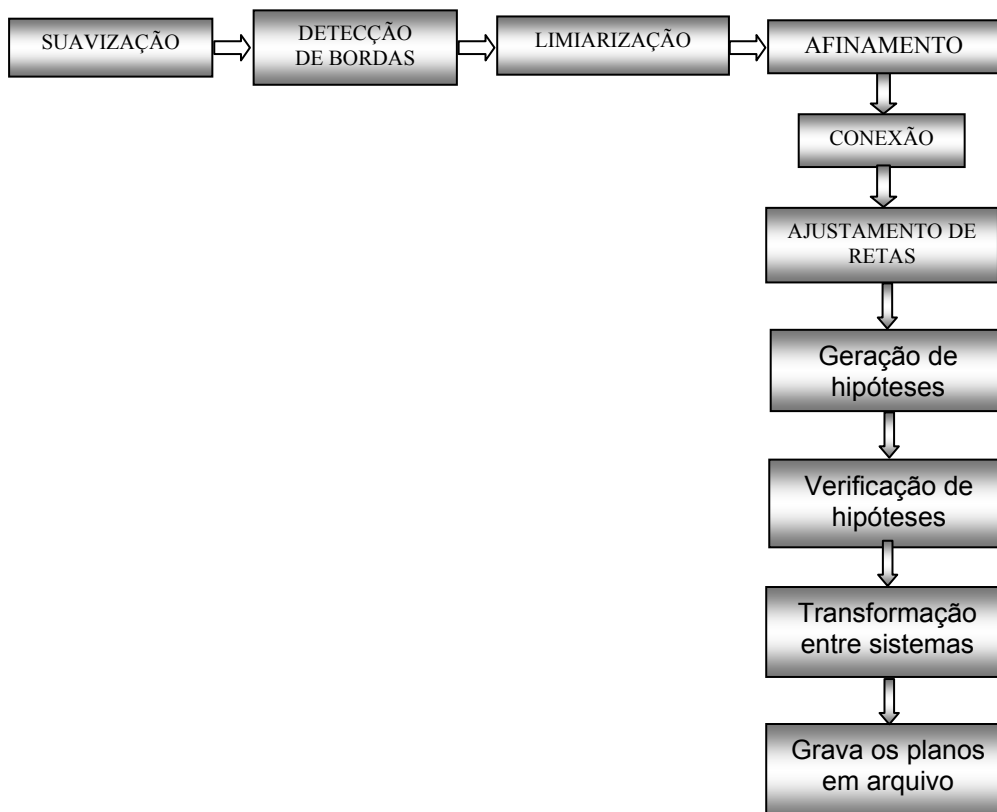 SUAVIZAÇÃO
DETECÇÃO
DE BORDAS
LIMIARIZAÇÃO
AFINAMENTO
CONEXÃO
AJUSTAMENTO DE
RETAS
Geração de
hipóteses
Verificação de
hipóteses
Transformação
entre sistemas
Grava os planos
em arquivo